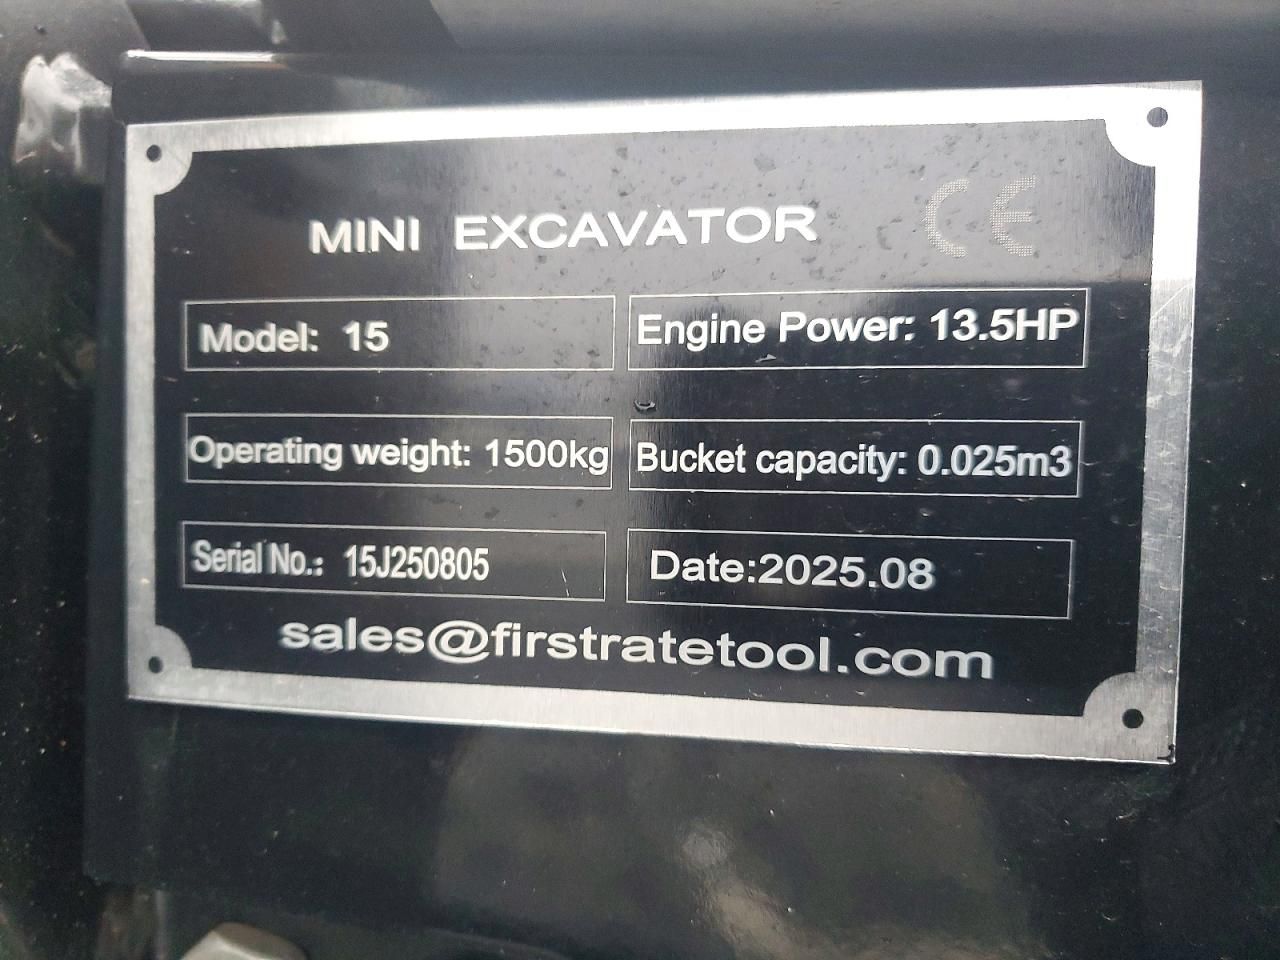 MINI EXCAVATOR CE
Model: 15
Engine Power: 13.5HP
Operating weight: 1500kg
Bucket capacity: 0.025m3
Serial No.: 15J250805
Date:2025.08
sales@firstratetool.com